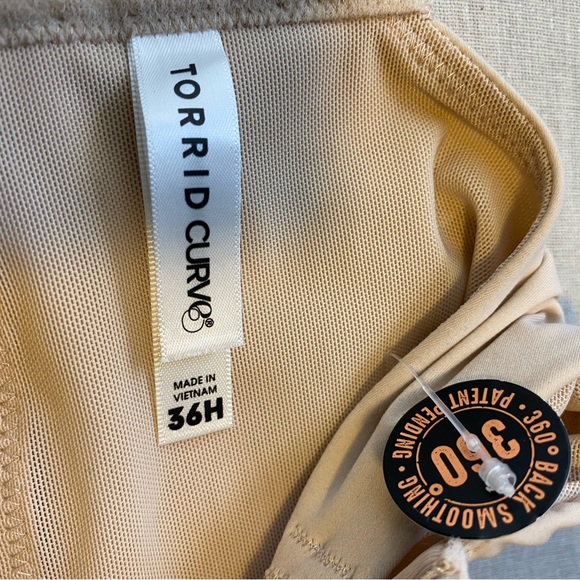 TORRID CURVE®
MADE IN
VIETNAM
36H
360°
BACK SMOOTHING • 360° • PATENT PENDING •